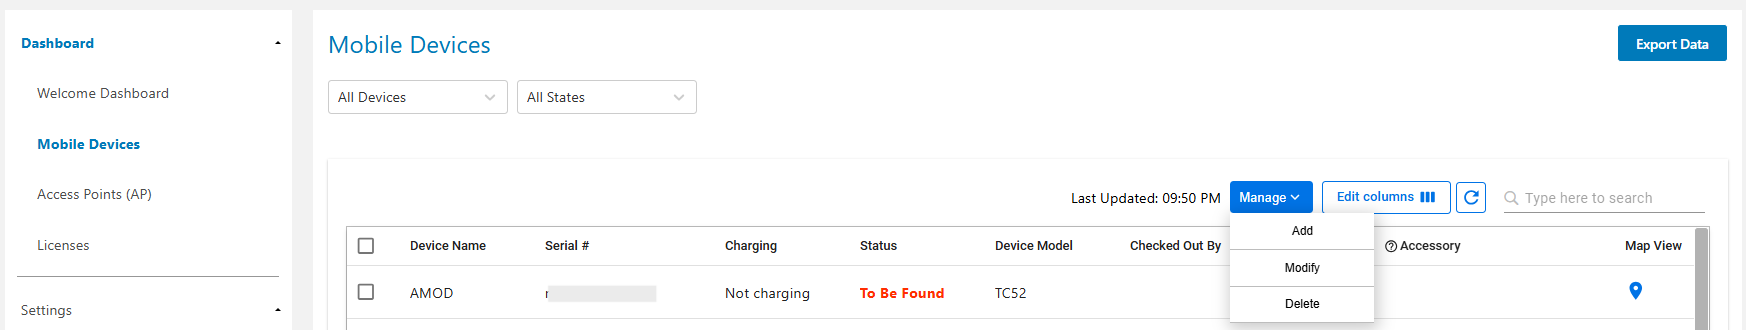 Dashboard
Welcome Dashboard
Mobile Devices
Access Points (AP)
Licenses
Settings
Mobile Devices
Export Data
All Devices
All States
Last Updated: 09:50 PM
Manage
Edit columns
Type here to search
Add
Modify
Delete
Device Name Serial # Charging Status Device Model Checked Out By Accessory Map View
AMOD Not charging To Be Found TC52